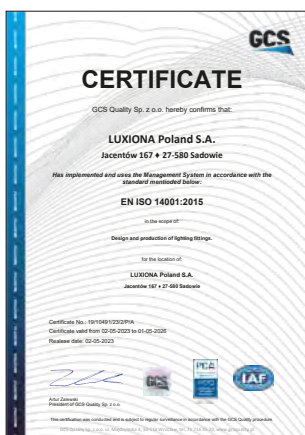 GCS
CERTIFICATE
GCS Quality Sp. z o.o. hereby confirms that:
LUXIONA Poland S.A.
Jacentów 167 ♦ 27-580 Sadowie
Has implemented and uses the Management System in accordance with the
standard mentioded below:
EN ISO 14001:2015
in the scope of:
Design and production of lighting fittings.
for the location of:
LUXIONA Poland S.A.
Jacentów 167 ♦ 27-580 Sadowie
Certificate No.: 19/10491/23/2/P/A
Certificate valid from 02-05-2023 to 01-05-2026
Realese date: 02-05-2023
Artur Zalewski
President of GCS Quality Sp. z o.o.
GCS
PCA
IAF
This certification was conducted and is subject to regular surveillance in accordance with the GCS Quality procedure